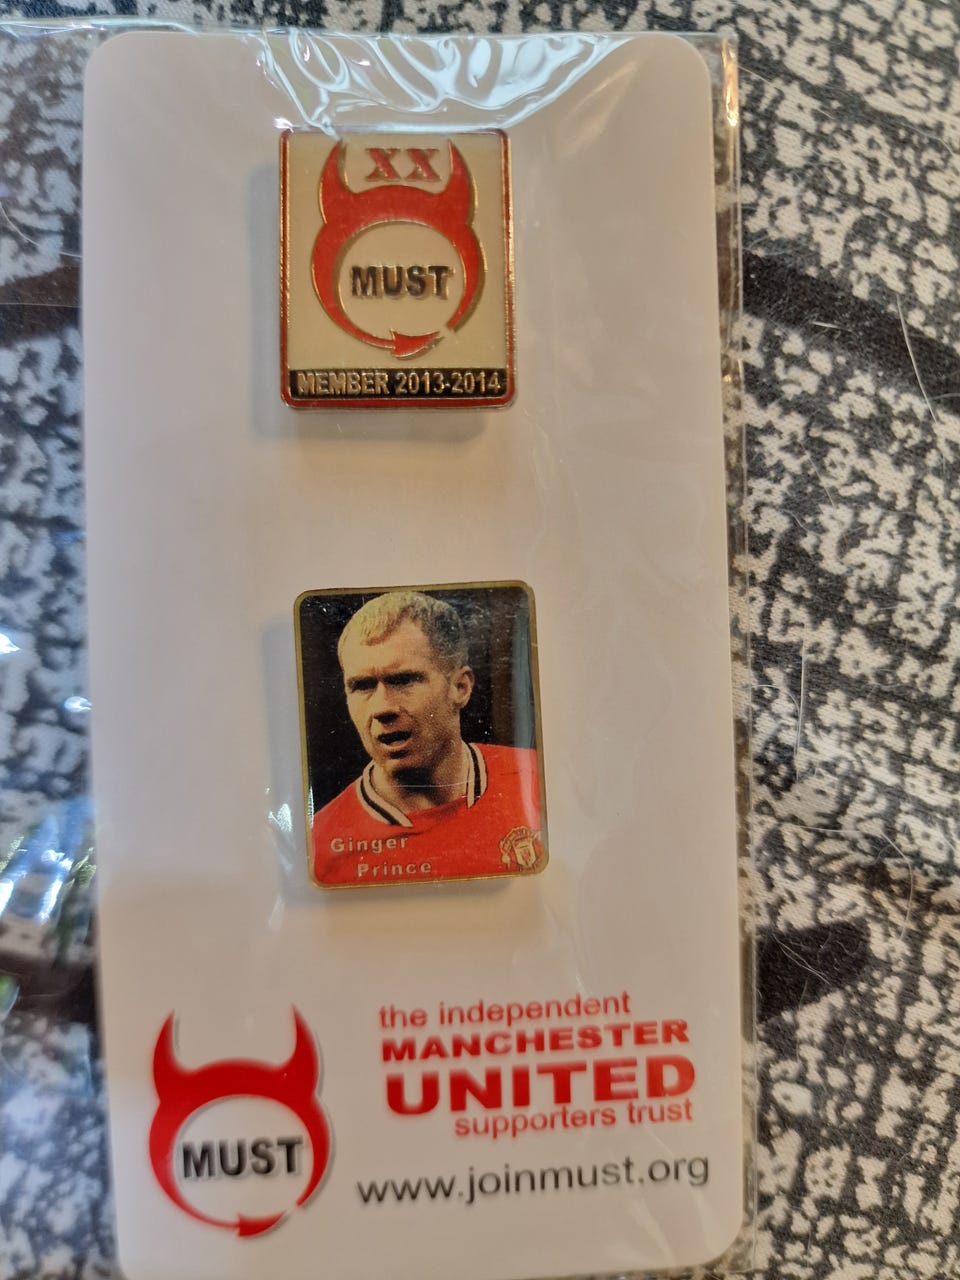 XX
MUST
MEMBER 2013-2014
Ginger
Prince
the independent
MANCHESTER
UNITED
supporters trust
MUST
www.joinmust.org